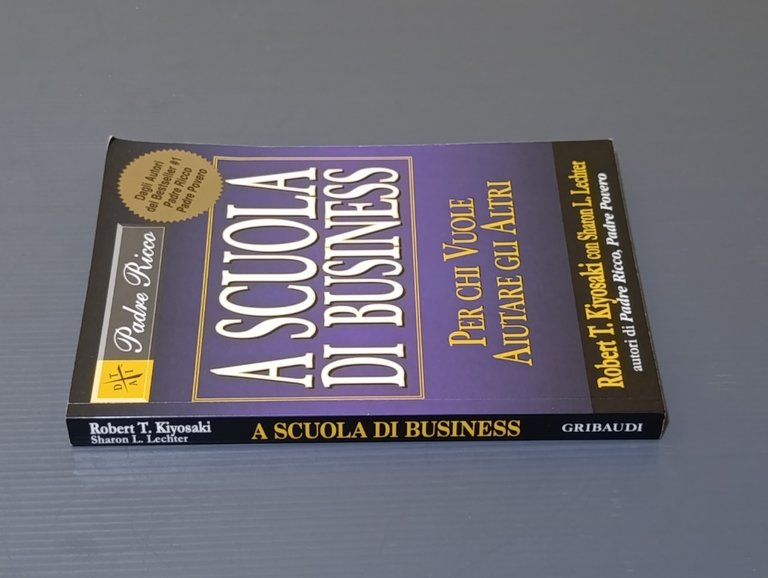 Dagli Autori
del Bestseller #1
Padre Ricco
Padre Povero
Padre Ricco
A SCUOLA
DI BUSINESS
PER CHI VUOLE
AIUTARE GLI ALTRI
Robert T. Kiyosaki con Sharon L. Lechter
autori di Padre Ricco, Padre Povero
Robert T. Kiyosaki
Sharon L. Lechter
A SCUOLA DI BUSINESS
GRIBAUDI